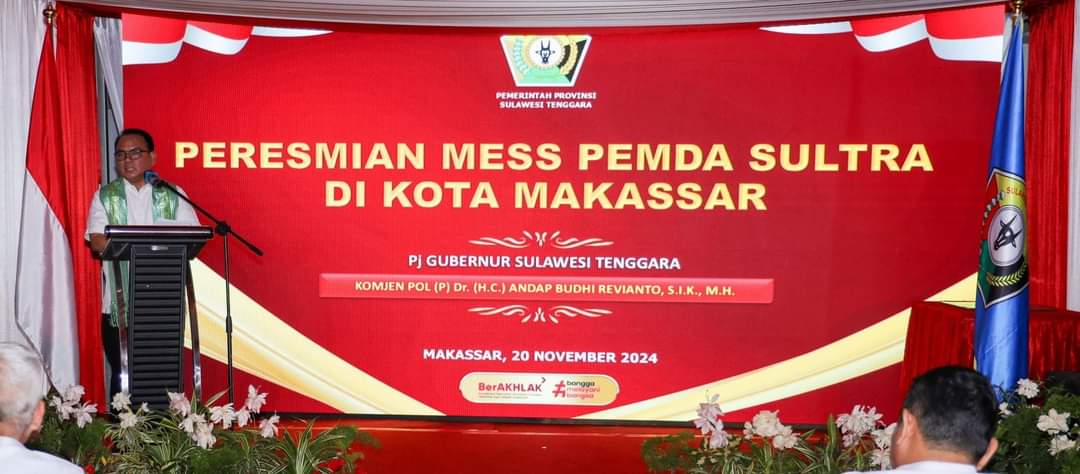 PEMERINTAH PROVINSI
SULAWESI TENGGARA
PERESMIAN MESS PEMDA SULTRA
DI KOTA MAKASSAR
Pj GUBERNUR SULAWESI TENGGARA
KOMJEN POL (P) Dr. (H.C.) ANDAP BUDHI REVIANTO, S.I.K., M.H.
MAKASSAR, 20 NOVEMBER 2024
BerAKHLAK
#bangga
melayani
bangsa